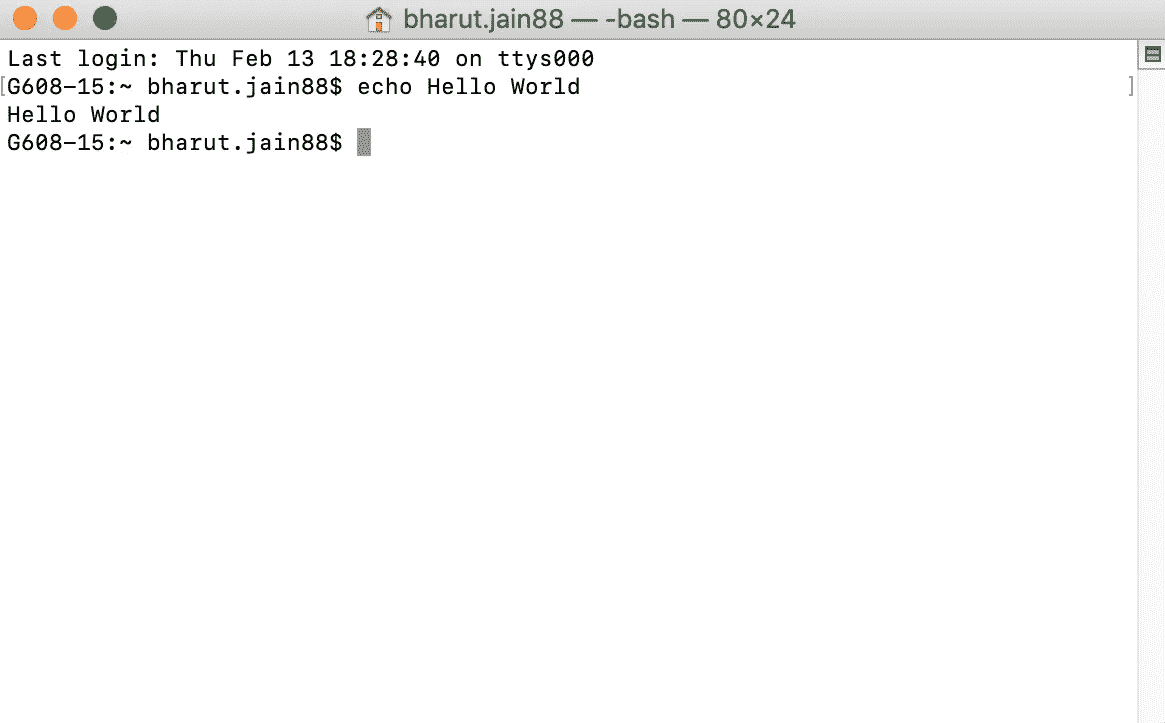 bharut.jain88 — -bash — 80×24
Last login: Thu Feb 13 18:28:40 on ttys000
[G608-15:~ bharut.jain88$ echo Hello World ]
Hello World
G608-15:~ bharut.jain88$